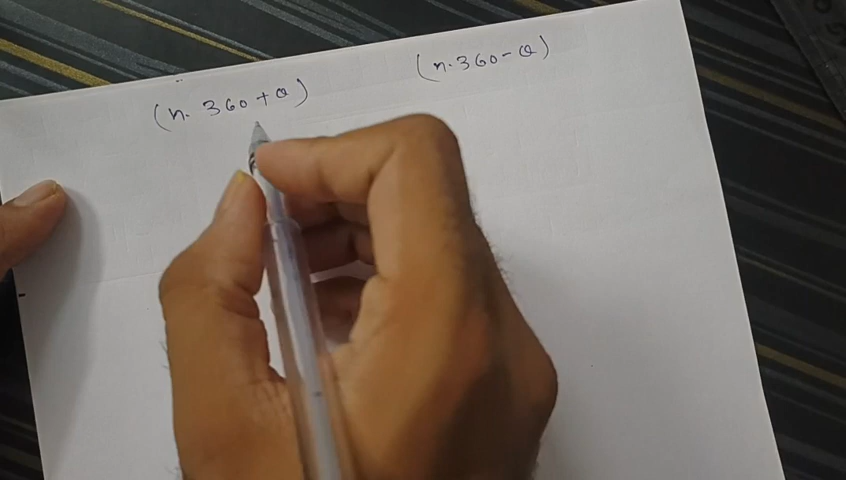 (n. 360 + θ) (n. 360 - θ)